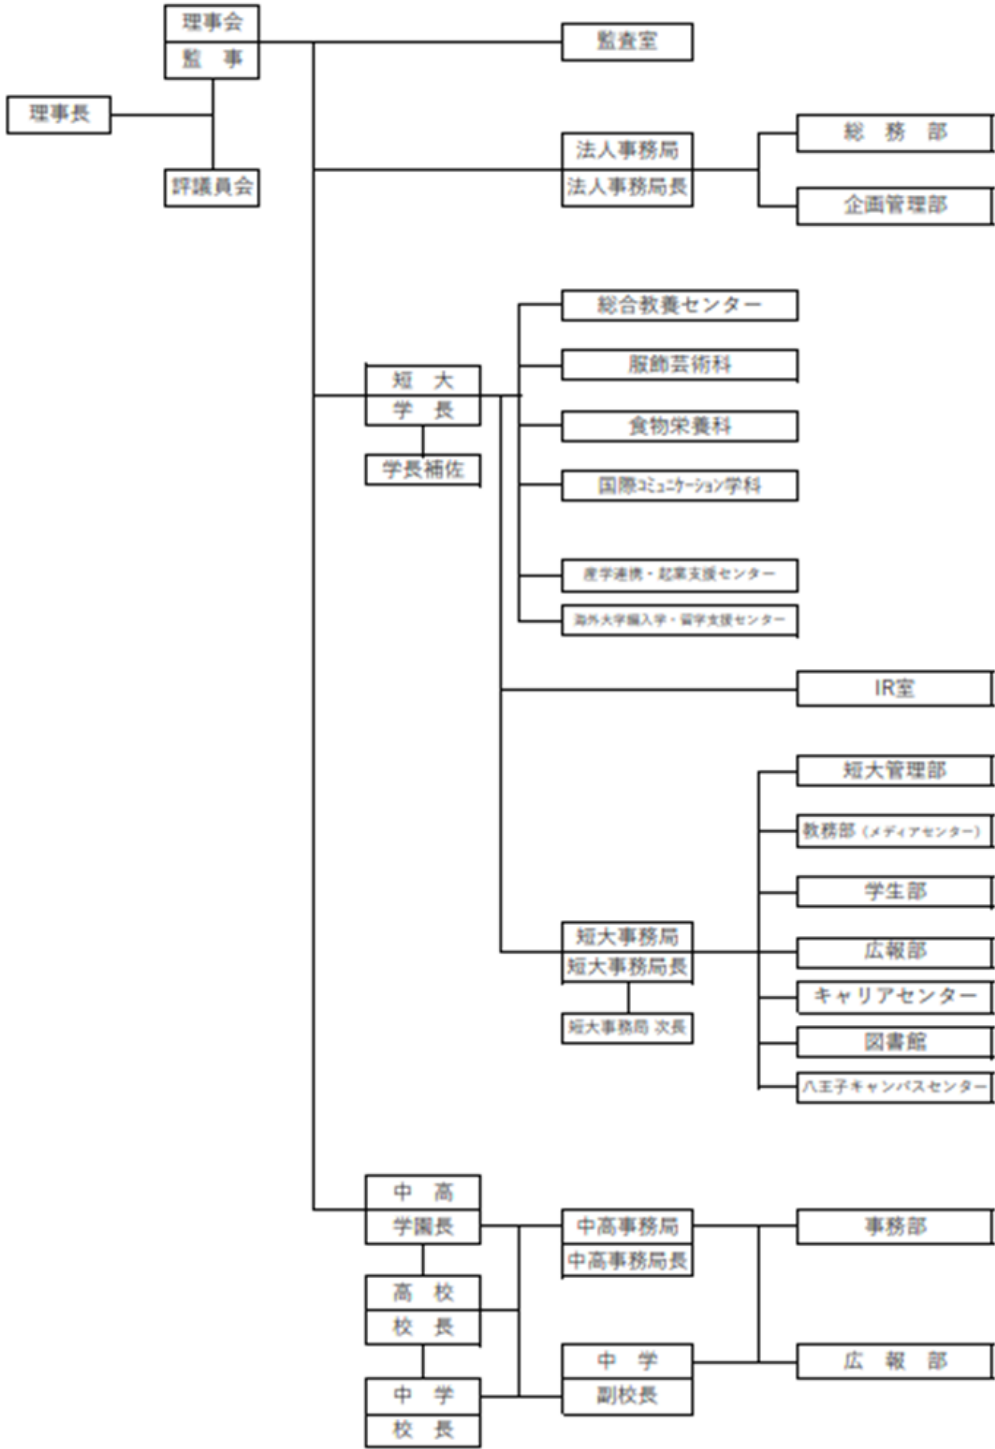 理事会
監　事
監査室
理事長
評議員会
法人事務局
法人事務局長
総　務　部
企画管理部
総合教養センター
服飾芸術科
短　大
学　長
学長補佐
食物栄養科
国際ｺﾐｭﾆｹｰｼｮﾝ学科
産学連携・起業支援センター
海外大学編入学・留学支援センター
IR室
短大管理部
教務部（メディアセンター）
学生部
短大事務局
短大事務局長
短大事務局 次長
広報部
キャリアセンター
図書館
八王子キャンパスセンター
中　高
学園長
中高事務局
中高事務局長
事務部
高　校
校　長
中　学
校　長
中　学
副校長
広　報　部